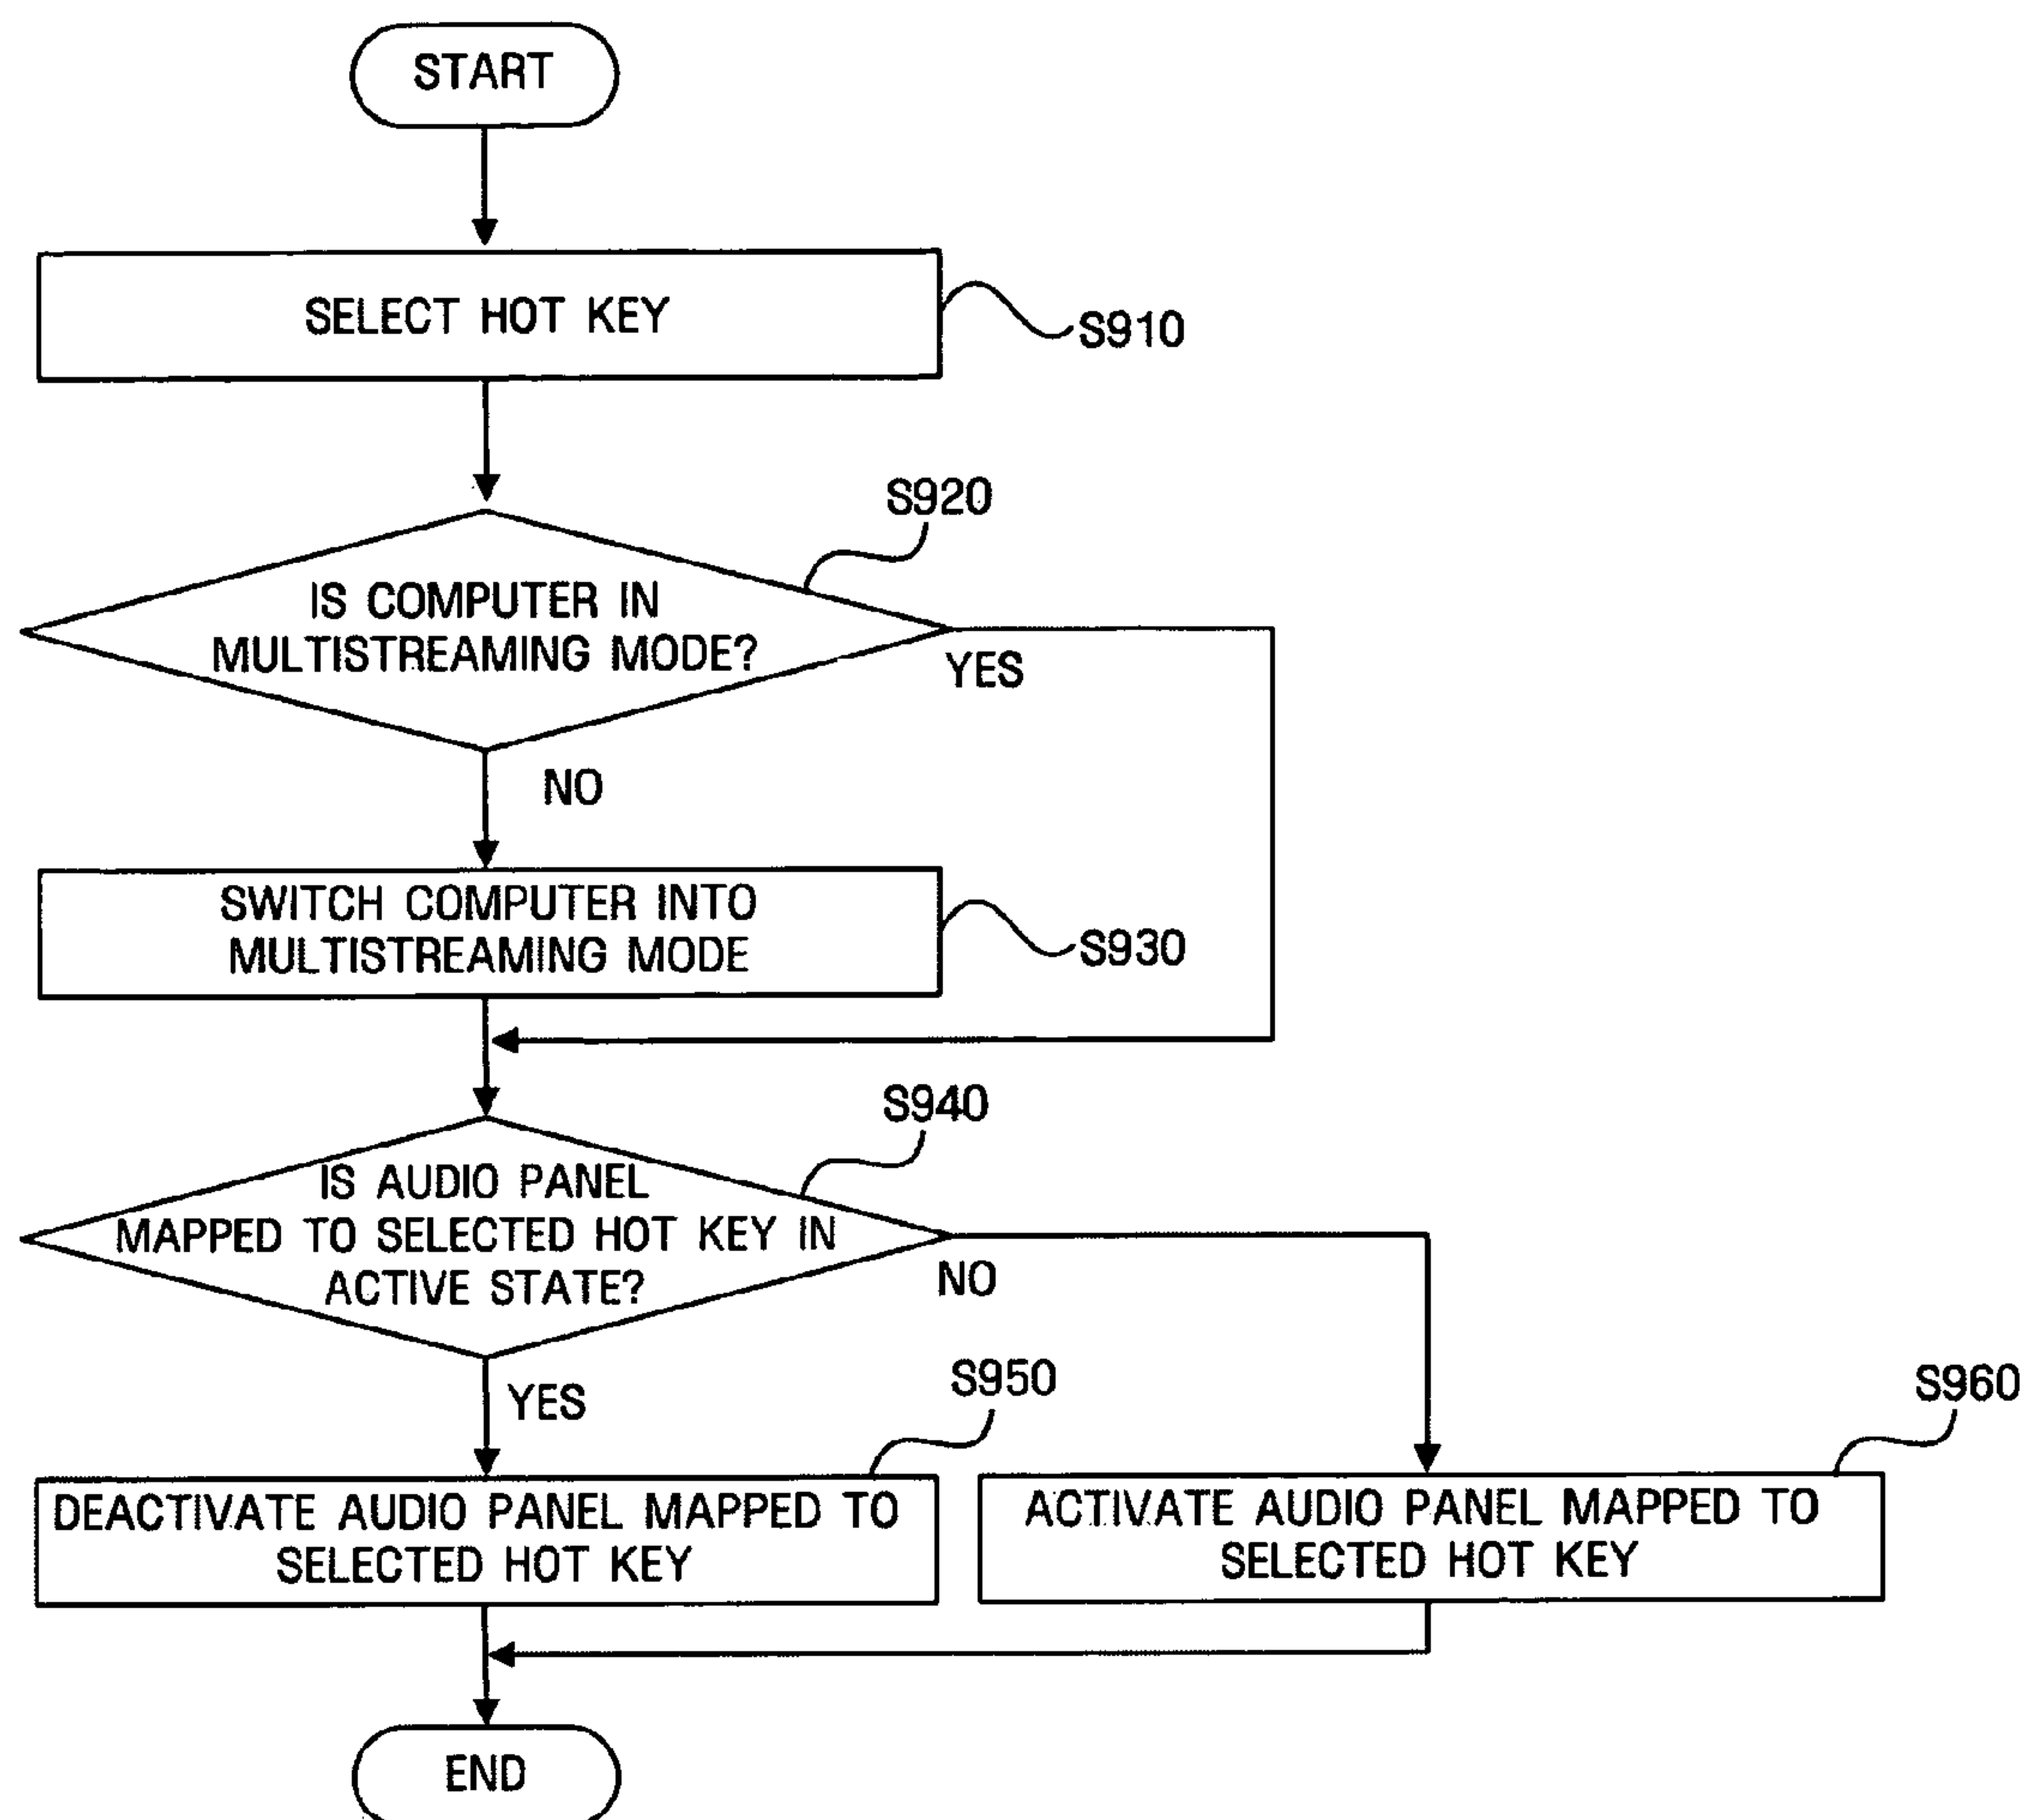 START
SELECT HOT KEY
S910
S920
IS COMPUTER IN
MULTISTREAMING MODE?
YES
NO
SWITCH COMPUTER INTO
MULTISTREAMING MODE
S930
S940
IS AUDIO PANEL
MAPPED TO SELECTED HOT KEY IN
ACTIVE STATE?
NO
YES
S950
S960
DEACTIVATE AUDIO PANEL MAPPED TO
SELECTED HOT KEY
ACTIVATE AUDIO PANEL MAPPED TO
SELECTED HOT KEY
END